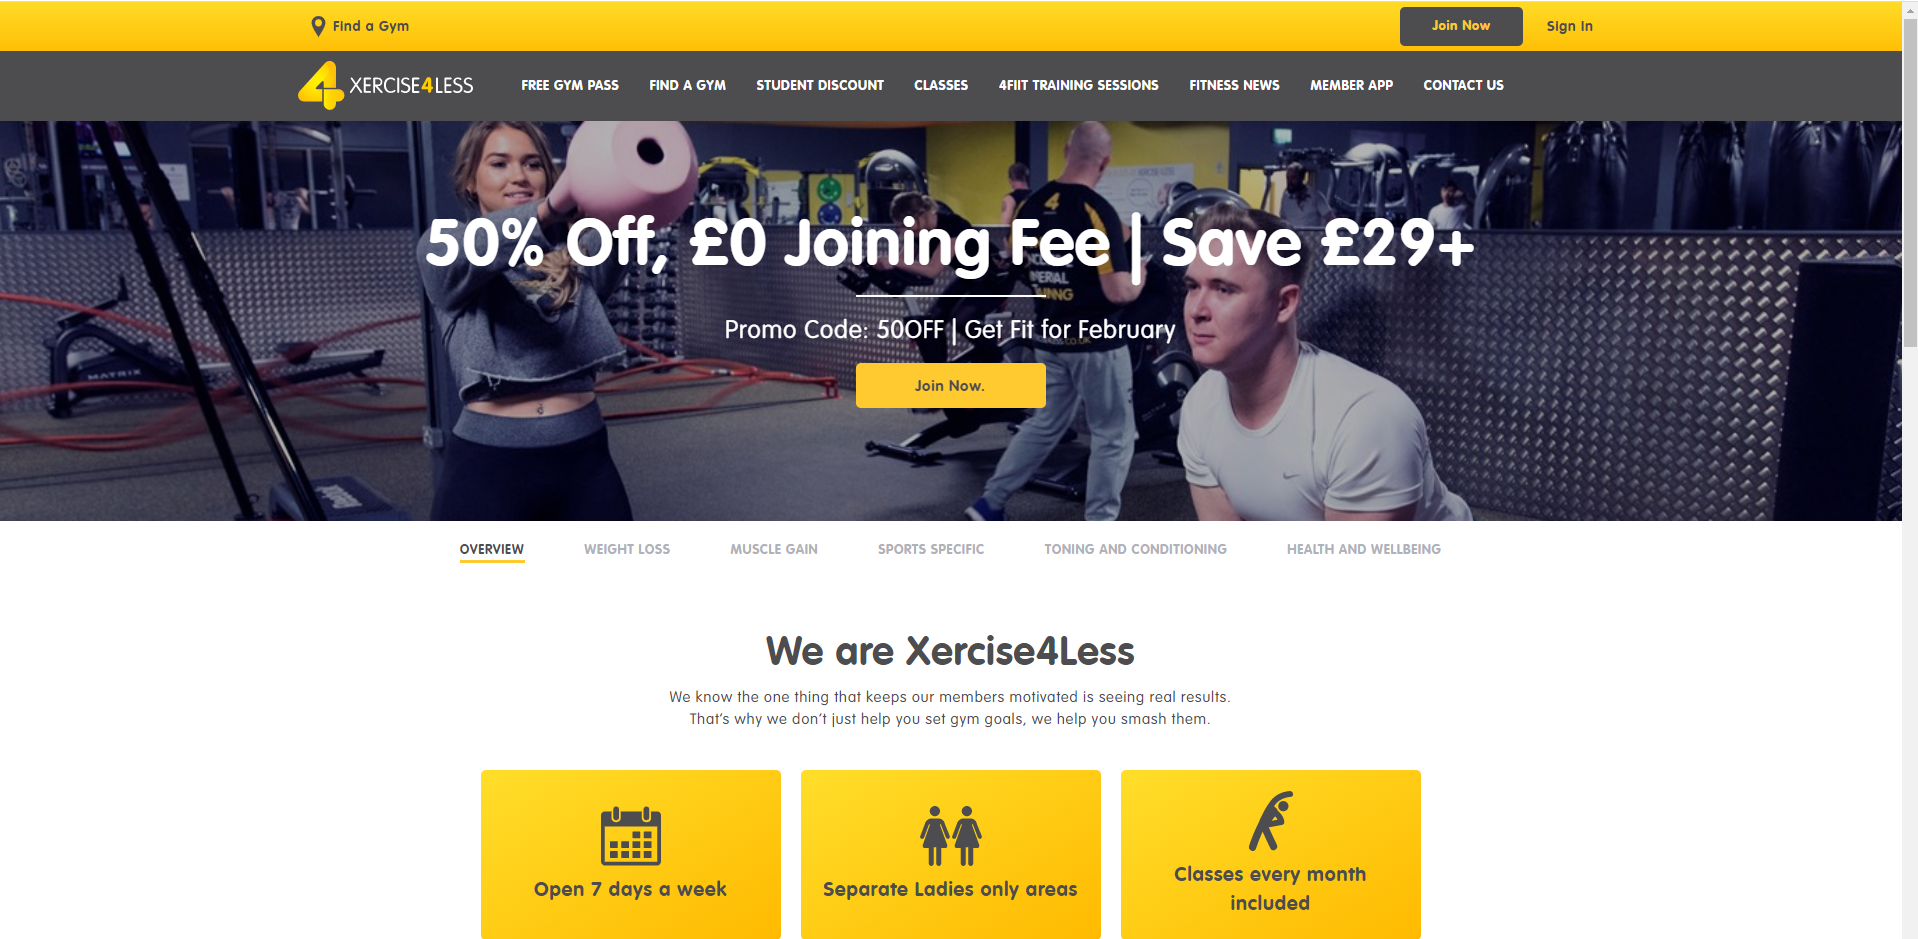 Find a Gym
Join Now
Sign In
XERCISE4LESS
FREE GYM PASS
FIND A GYM
STUDENT DISCOUNT
CLASSES
4FIIT TRAINING SESSIONS
FITNESS NEWS
MEMBER APP
CONTACT US
50% Off, £0 Joining Fee | Save £29+
Promo Code: 50OFF | Get Fit for February
Join Now.
MATRIX
OVERVIEW
WEIGHT LOSS
MUSCLE GAIN
SPORTS SPECIFIC
TONING AND CONDITIONING
HEALTH AND WELLBEING
We are Xercise4Less
We know the one thing that keeps our members motivated is seeing real results.
That's why we don't just help you set gym goals, we help you smash them.
Open 7 days a week
Separate Ladies only areas
Classes every month
included